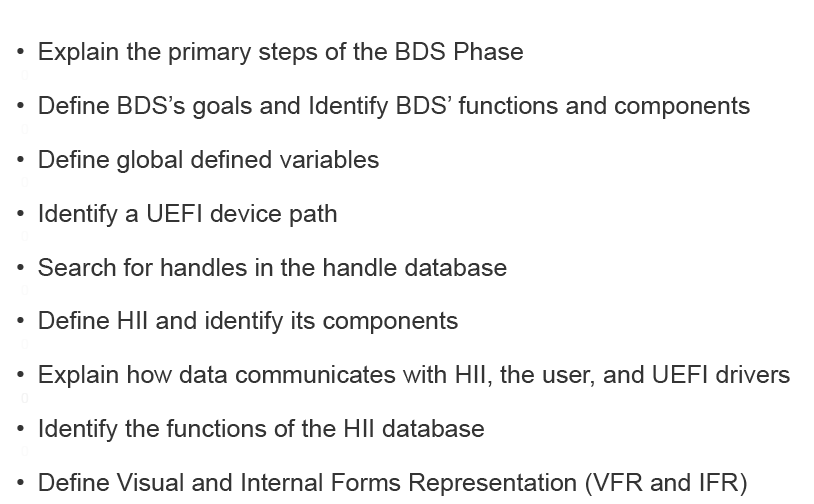 • Explain the primary steps of the BDS Phase
• Define BDS’s goals and Identify BDS’ functions and components
• Define global defined variables
• Identify a UEFI device path
• Search for handles in the handle database
• Define HII and identify its components
• Explain how data communicates with HII, the user, and UEFI drivers
• Identify the functions of the HII database
• Define Visual and Internal Forms Representation (VFR and IFR)